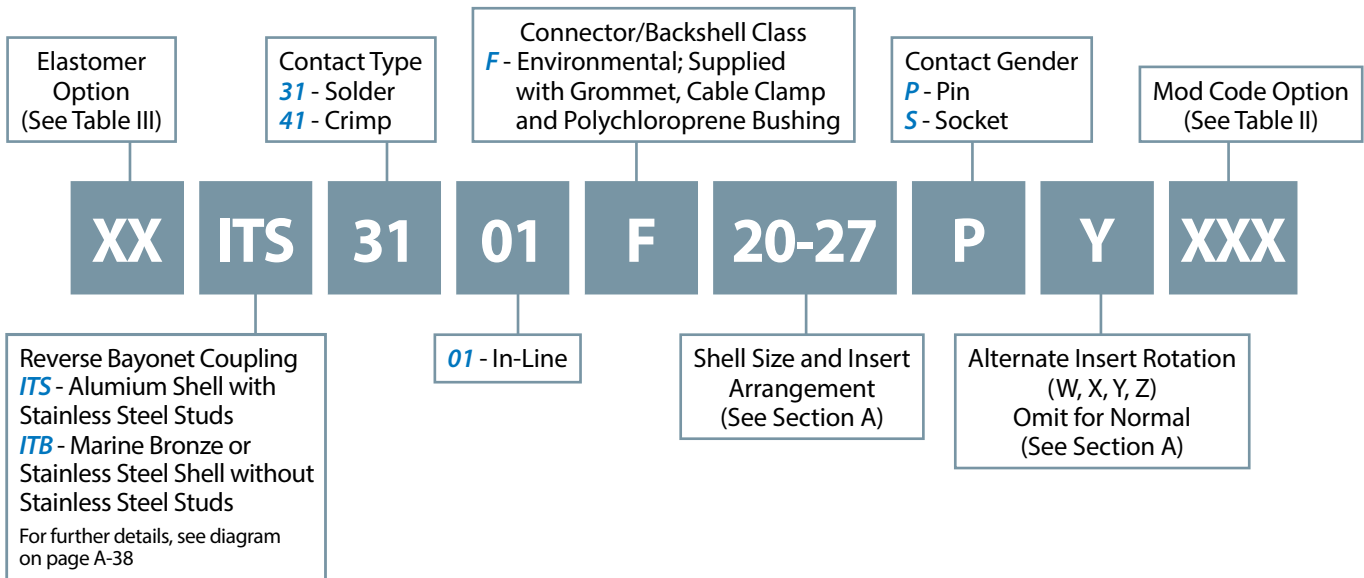 Elastomer
Option
(See Table III)
Contact Type
31 - Solder
41 - Crimp
Connector/Backshell Class
F - Environmental; Supplied
with Grommet, Cable Clamp
and Polychloroprene Bushing
Contact Gender
P - Pin
S - Socket
Mod Code Option
(See Table II)
XX ITS 31 01 F 20-27 P Y XXX
Reverse Bayonet Coupling
ITS - Alumium Shell with
Stainless Steel Studs
ITB - Marine Bronze or
Stainless Steel Shell without
Stainless Steel Studs
For further details, see diagram
on page A-38
01 - In-Line
Shell Size and Insert
Arrangement
(See Section A)
Alternate Insert Rotation
(W, X, Y, Z)
Omit for Normal
(See Section A)